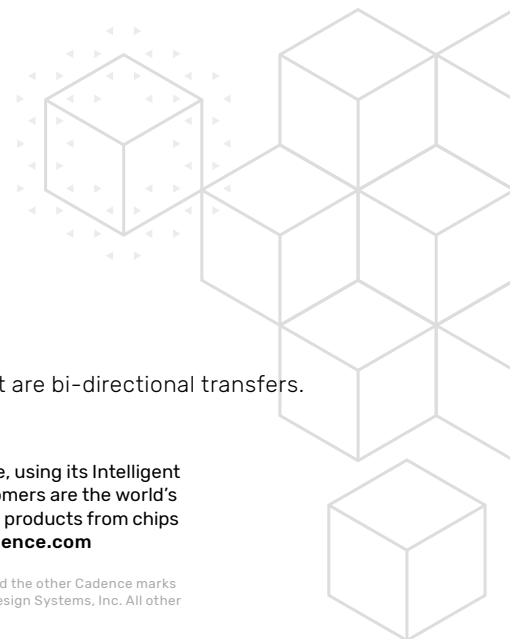 t are bi-directional transfers.
e, using its Intelligent
omers are the world's
products from chips
ence.com
d the other Cadence marks
esign Systems, Inc. All other